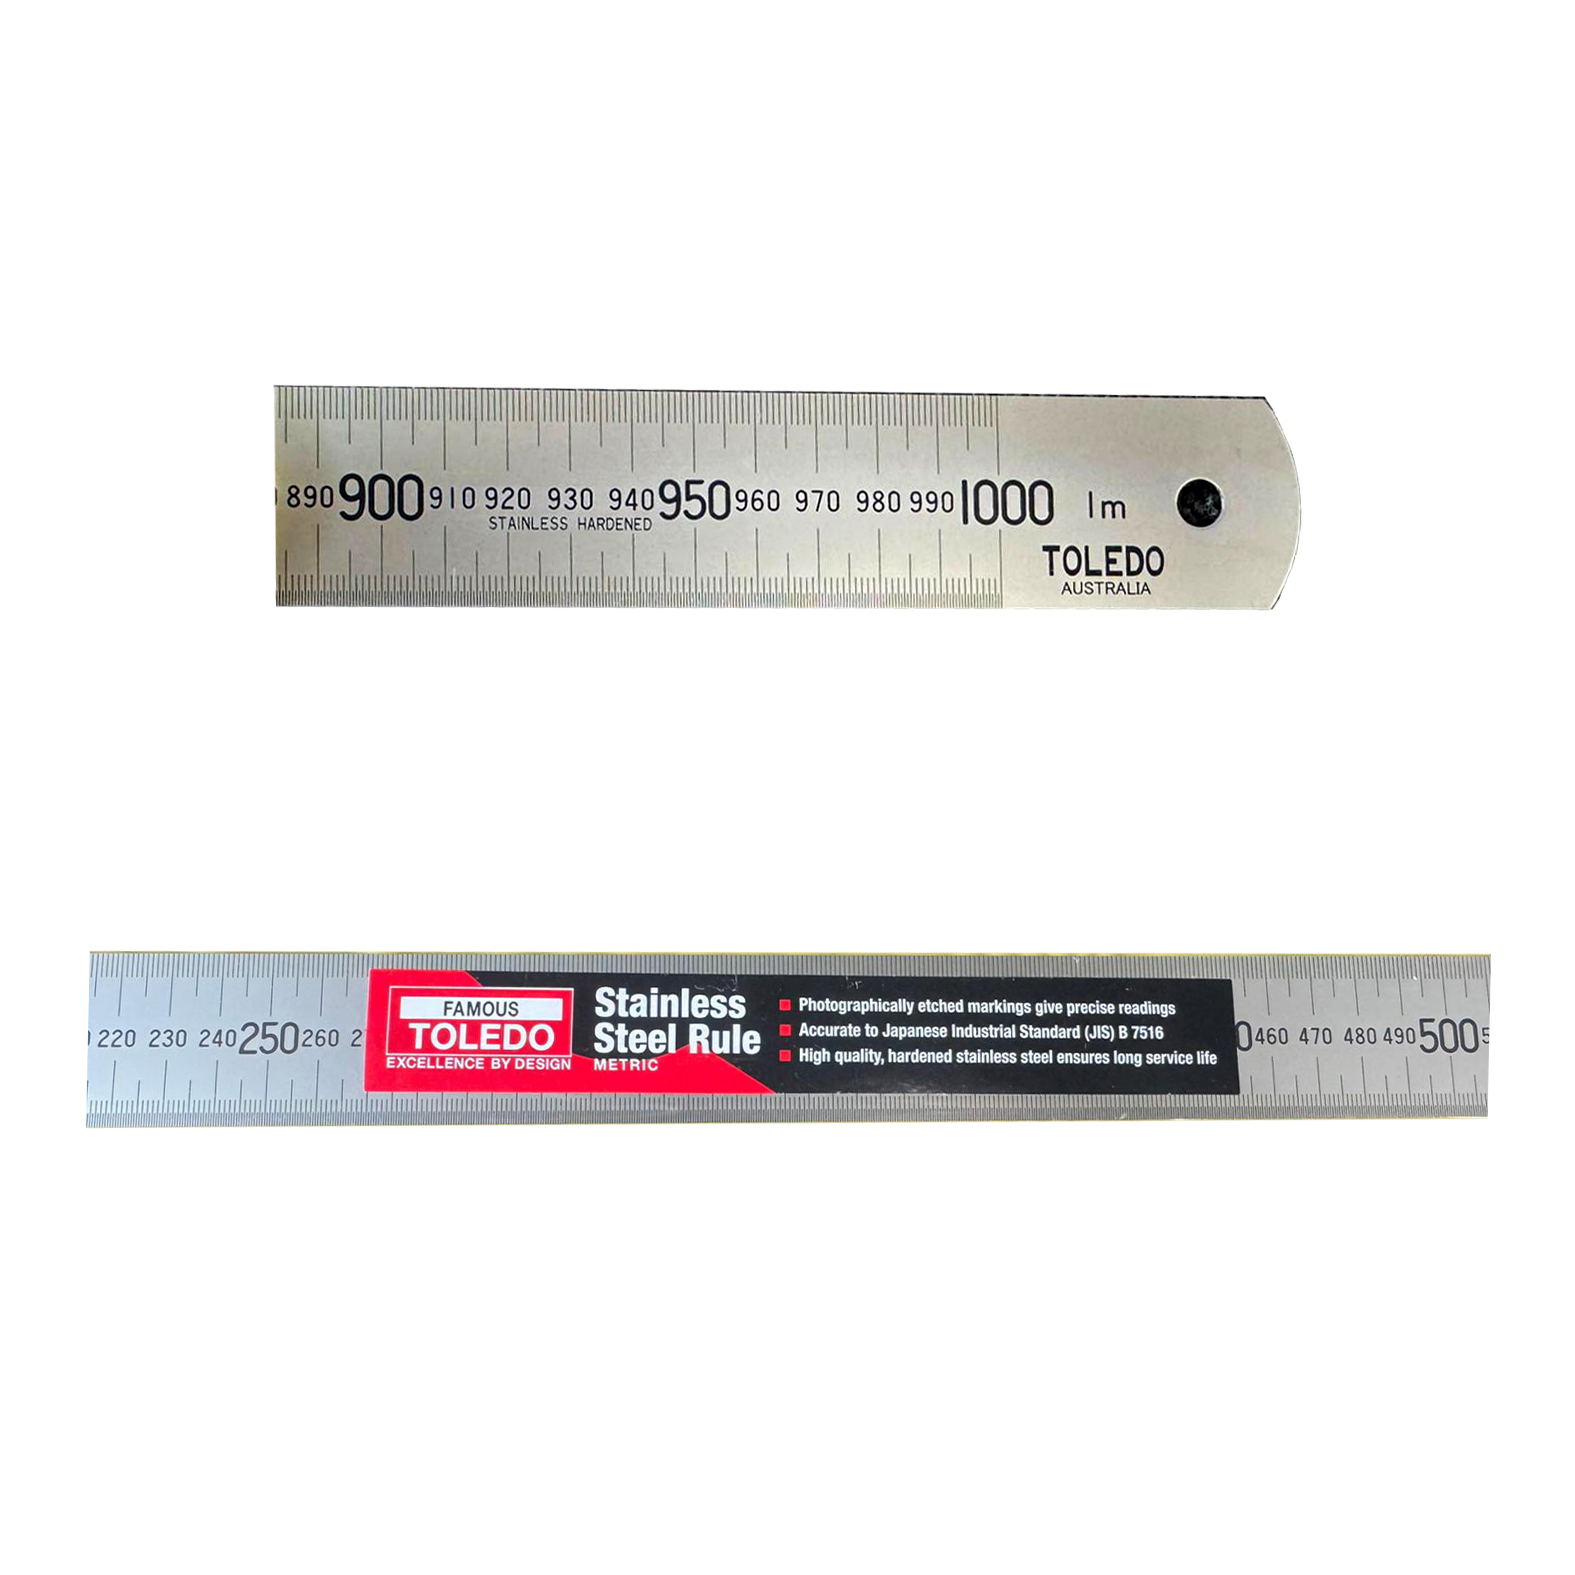 890 900 910 920 930 940 950 960 970 980 990 1000 1m
STAINLESS HARDENED
TOLEDO
AUSTRALIA
220 230 240 250 260 2
FAMOUS
TOLEDO
EXCELLENCE BY DESIGN
Stainless
Steel Rule
METRIC
Photographically etched markings give precise readings
Accurate to Japanese Industrial Standard (JIS) B 7516
High quality, hardened stainless steel ensures long service life
0 460 470 480 490 500 5